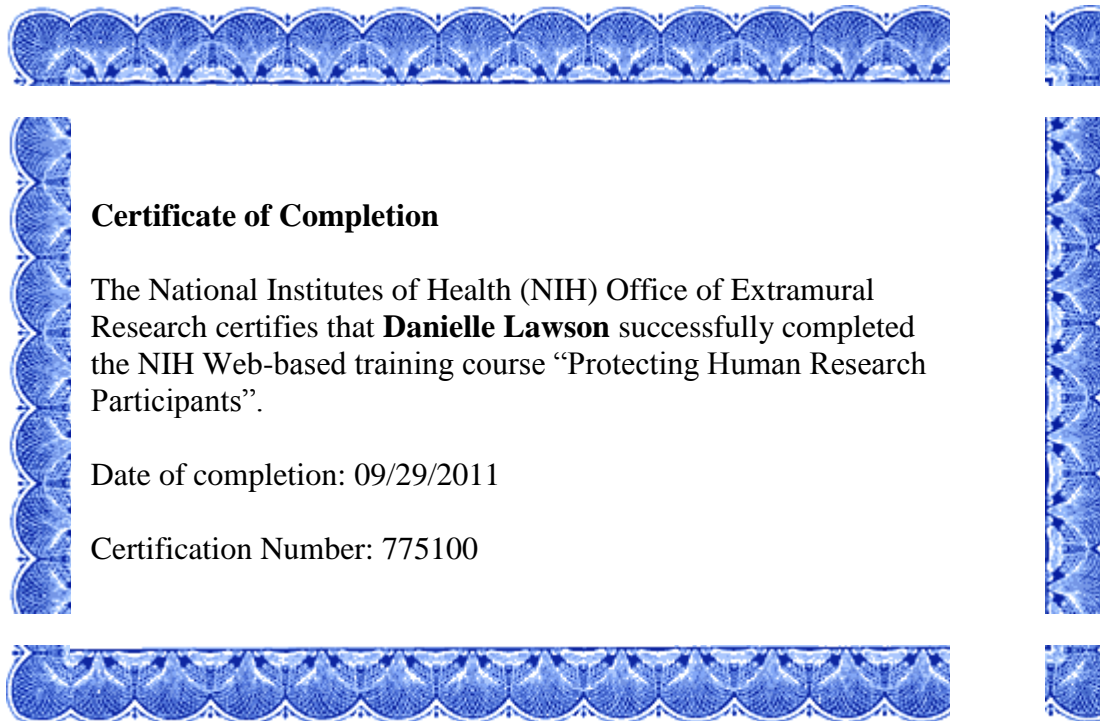 Certificate of Completion
The National Institutes of Health (NIH) Office of Extramural
Research certifies that Danielle Lawson successfully completed
the NIH Web-based training course “Protecting Human Research
Participants”.
Date of completion: 09/29/2011
Certification Number: 775100